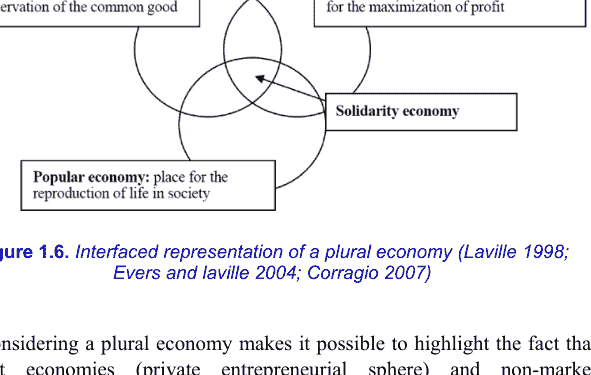 ervation of the common good
for the maximization of profit
Solidarity economy
Popular economy: place for the
reproduction of life in society
gure 1.6. Interfaced representation of a plural economy (Laville 1998;
Evers and laville 2004; Corragio 2007)
nsidering a plural economy makes it possible to highlight the fact tha
t economies (private entrepreneurial sphere) and non-marke